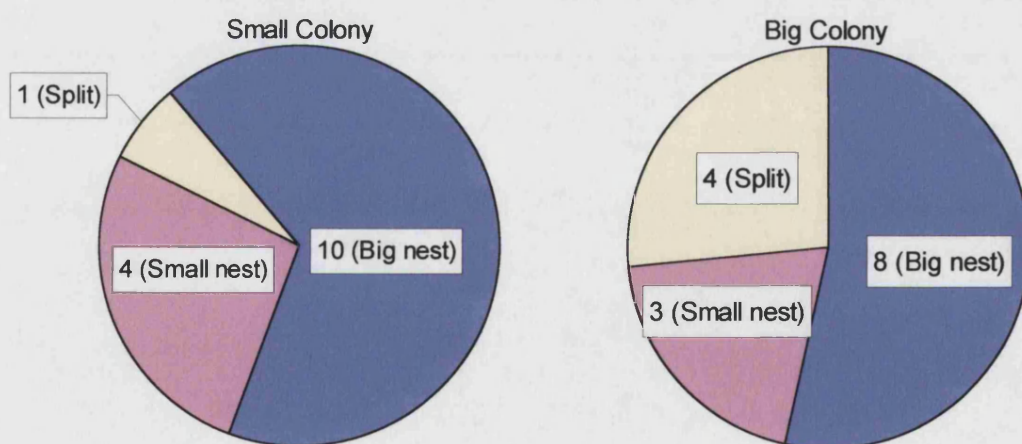 Small Colony
1 (Split)
4 (Small nest)
10 (Big nest)
Big Colony
4 (Split)
3 (Small nest)
8 (Big nest)